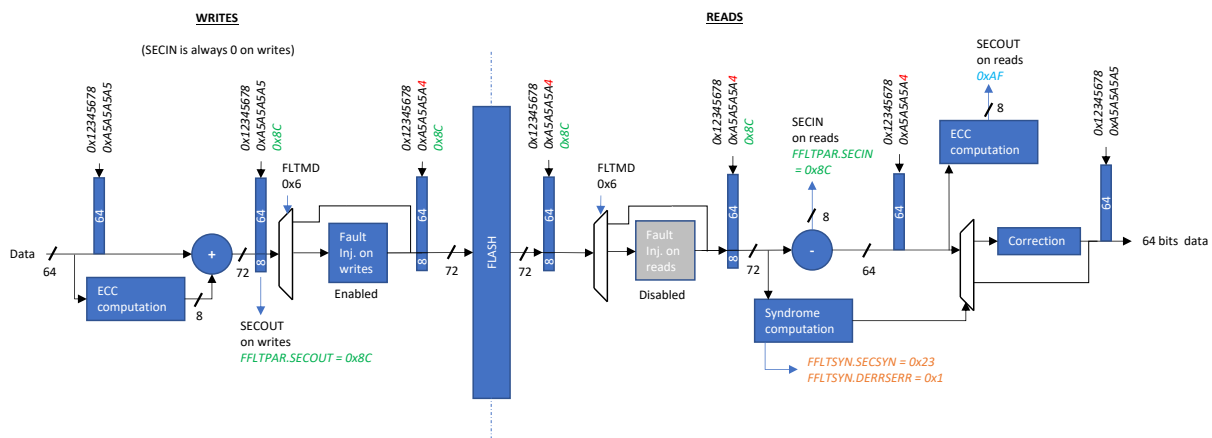 WRITES
(SECIN is always 0 on writes)
READS
0x12345678
0xA5A5A5A5
0x12345678
0xA5A5A5A5
0x8C
FLTMD
0x6
0x12345678
0xA5A5A5A4
0x8C
0x12345678
0xA5A5A5A4
0x8C
FLTMD
0x6
0x12345678
0xA5A5A5A4
0x8C
SECIN
on reads
FFLTPAR.SECIN
= 0x8C
0x12345678
0xA5A5A5A4
SECOUT
on reads
0xAF
8
ECC
computation
0x12345678
0xA5A5A5A5
Data
64
64
ECC
computation
8
+
72
64
8
SECOUT
on writes
FFLTPAR.SECOUT = 0x8C
Fault
Inj. on
writes
Enabled
64
8
72
FLASH
72
64
8
Fault
Inj. on
reads
Disabled
64
8
72
8
-
64
64
Syndrome
computation
FFLTSYN.SECSYN = 0x23
FFLTSYN.DERRSERR = 0x1
Correction
64
64 bits data